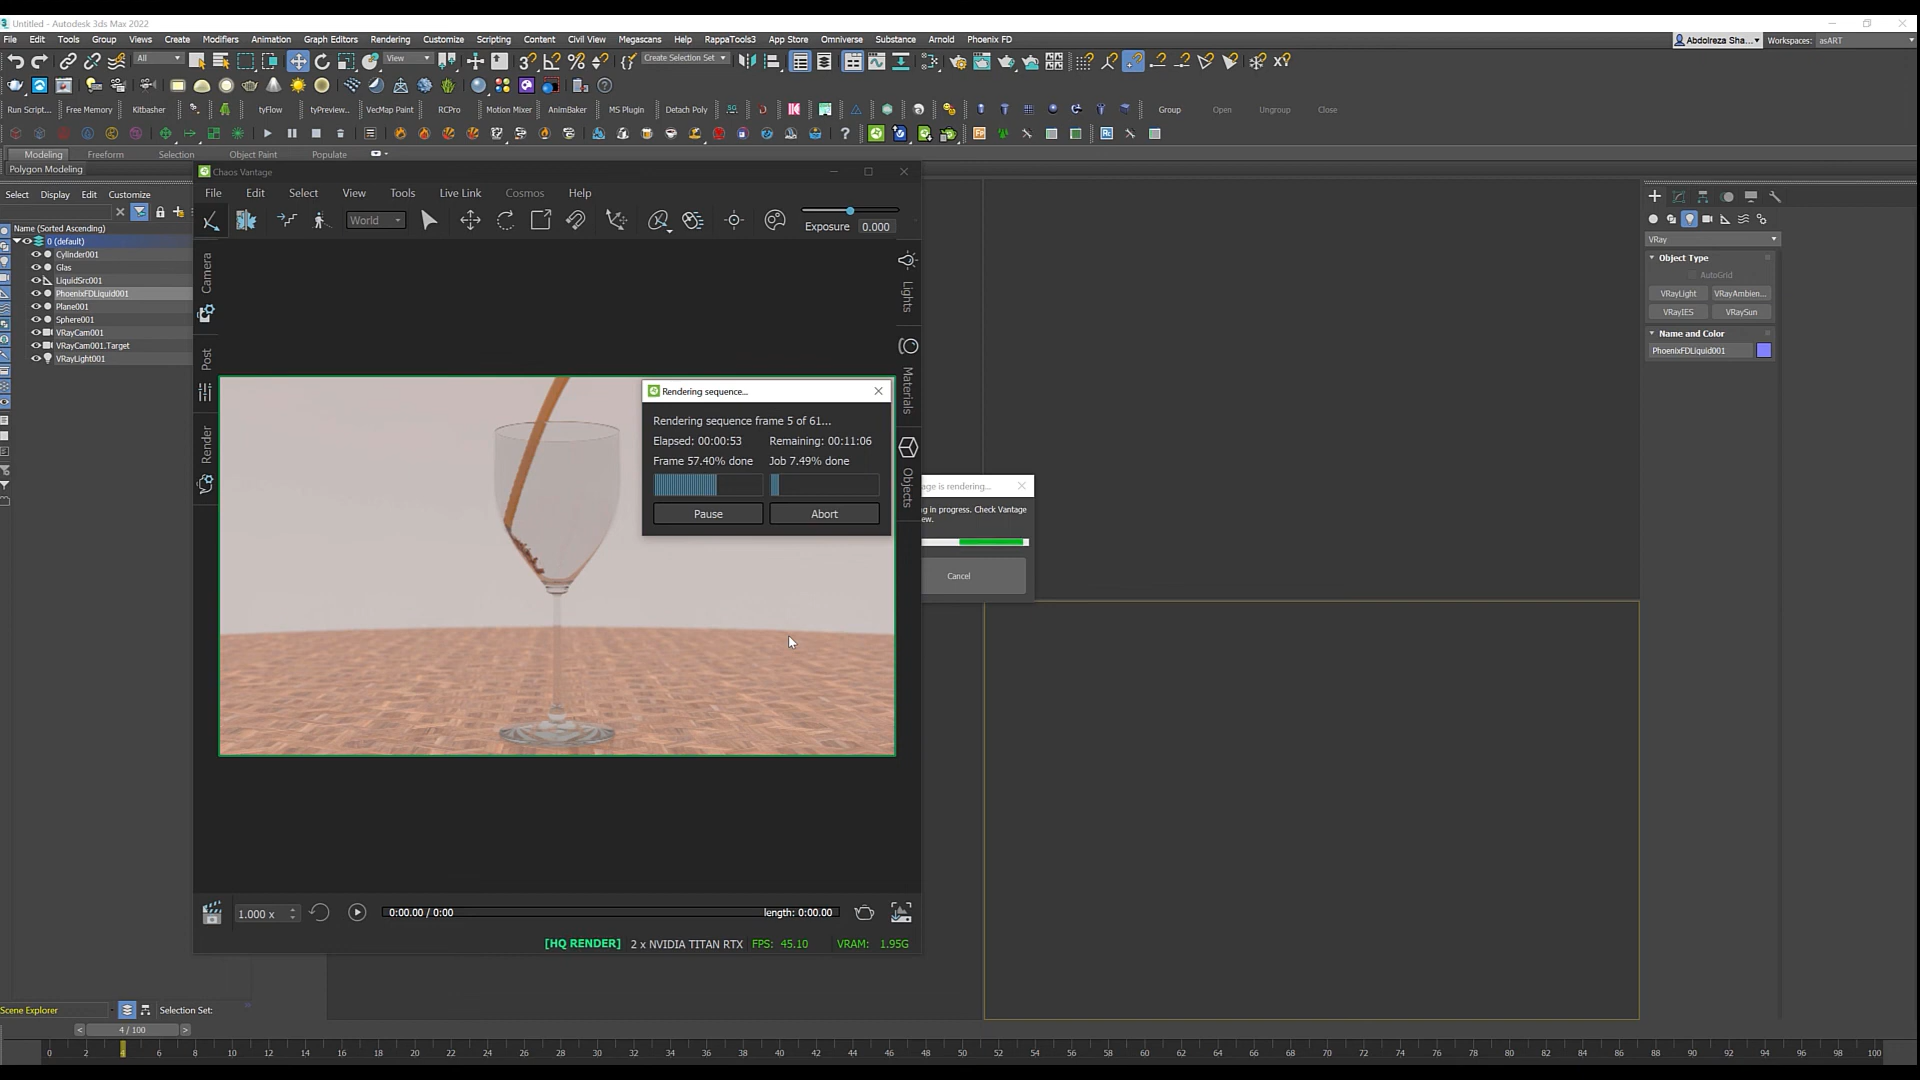 Untitled - Autodesk 3ds Max 2022
File Edit Tools Group Views Create Modifiers Animation Graph Editors Rendering Customize Scripting Content Civil View Megascans Help RappaTools3 App Store Omniverse Substance Arnold Phoenix FD Abdolreza Sha... Workspaces: asART
All View Create Selection Set
Run Script... Free Memory Kitbasher tyFlow tyPreview... VecMap Paint RCPro Motion Mixer AnimBaker MS Plugin Detach Poly Group Open Ungroup Close
Modeling Freeform Selection Object Paint Populate
Polygon Modeling
Chaos Vantage
Select Display Edit Customize
File Edit Select View Tools Live Link Cosmos Help
World
Exposure 0.000
Name (Sorted Ascending)
0 (default)
Cylinder001
Glas
LiquidSrc001
PhoenixFDLiquid001
Plane001
Sphere001
VRayCam001
VRayCam001.Target
VRayLight001
Camera
Post
Render
Lights
Materials
Objects
Rendering sequence...
Rendering sequence frame 5 of 61...
Elapsed: 00:00:53 Remaining: 00:11:06
Frame 57.40% done Job 7.49% done
Pause Abort
age is rendering...
ng in progress. Check Vantage
ew.
Cancel
VRay
Object Type
AutoGrid
VRayLight VRayAmbien...
VRayIES VRaySun
Name and Color
PhoenixFDLiquid001
1.000 x 0:00.00 / 0:00 length: 0:00.00
[HQ RENDER] 2 x NVIDIA TITAN RTX FPS: 45.10 VRAM: 1.95G
Scene Explorer Selection Set:
< 4 / 100 >
0 2 4 6 8 10 12 14 16 18 20 22 24 26 28 30 32 34 36 38 40 42 44 46 48 50 52 54 56 58 60 62 64 66 68 70 72 74 76 78 80 82 84 86 88 90 92 94 96 98 100